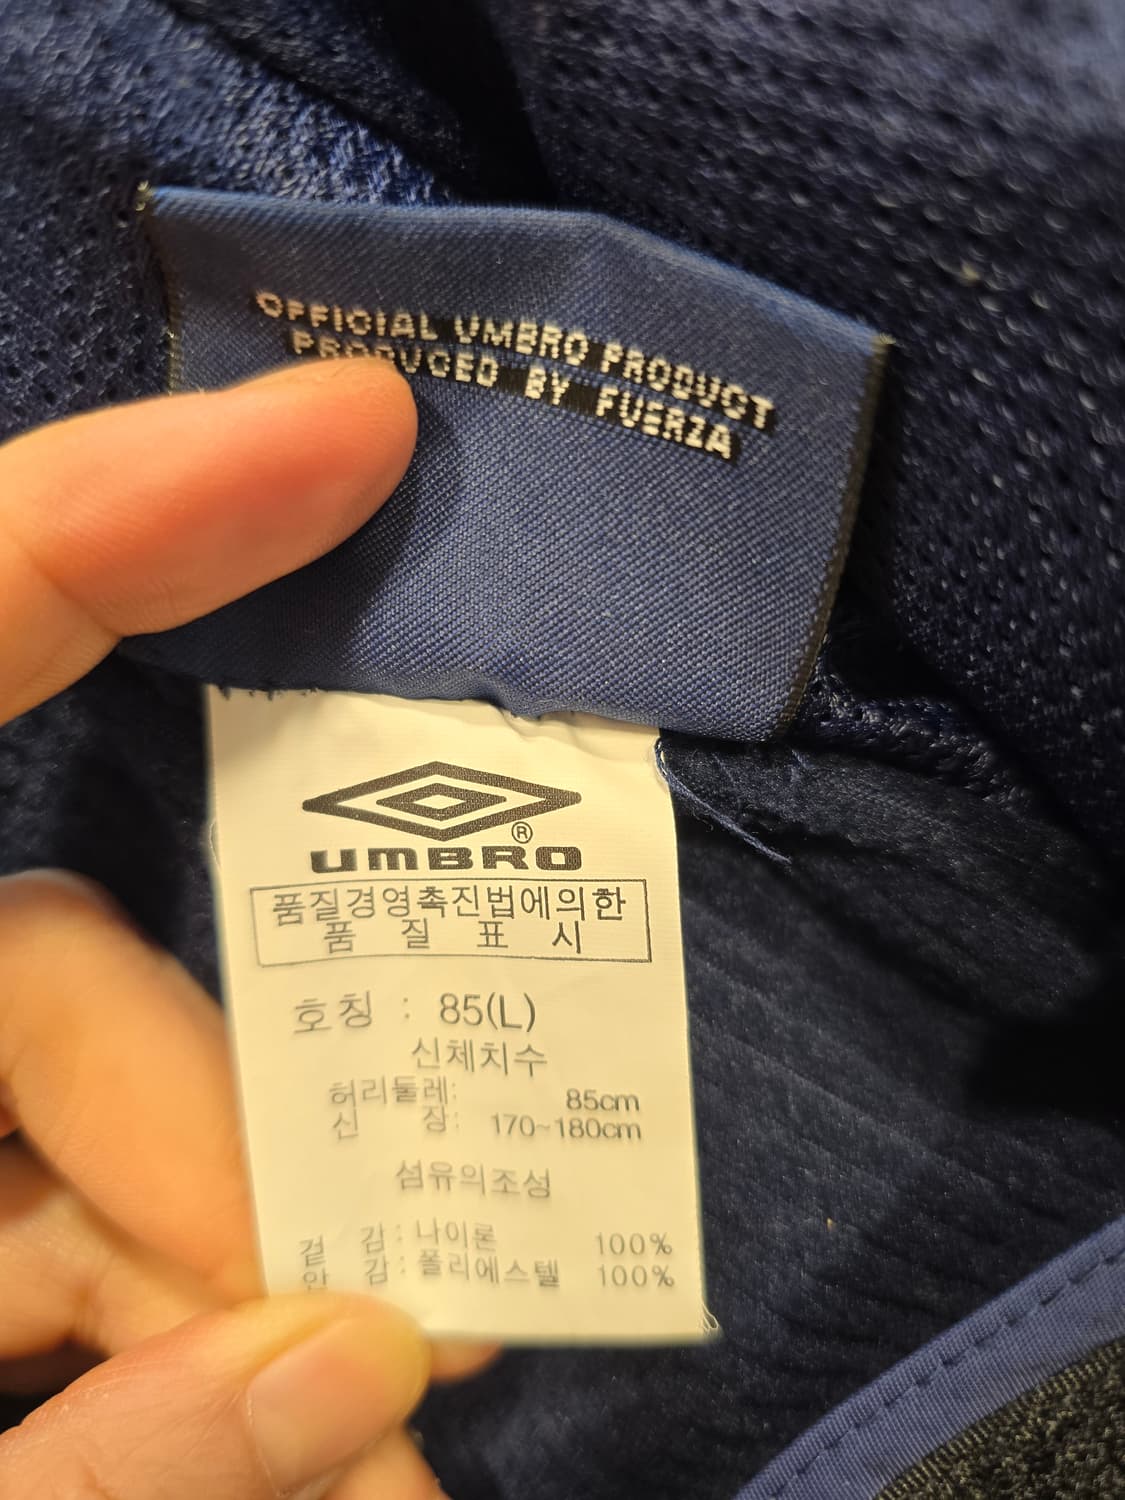 OFFICIAL UMBRO PRODUCT
PRODUCED BY FUERZA
®
UMBRO
품질경영촉진법에의한
품 질 표 시
호칭 : 85(L)
신체치수
허리둘레: 85cm
신 장: 170~180cm
섬유의조성
겉 감 : 나이론 100%
안 감 : 폴리에스텔 100%